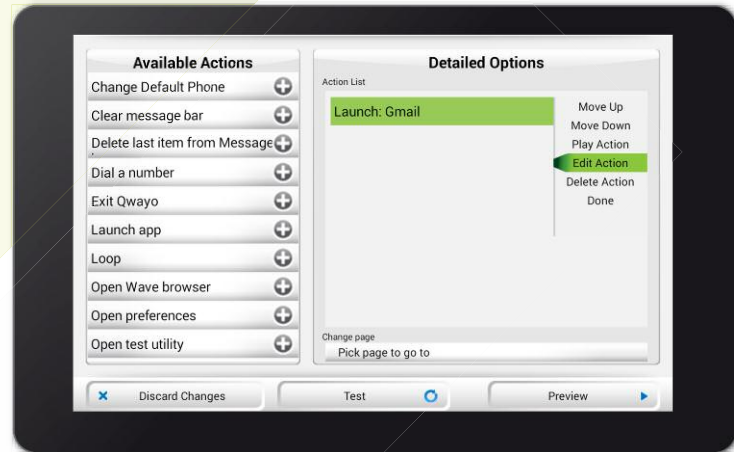 Available Actions
Change Default Phone
Clear message bar
Delete last item from Message
Dial a number
Exit Qwayo
Launch app
Loop
Open Wave browser
Open preferences
Open test utility
Detailed Options
Action List
Launch: Gmail
Move Up
Move Down
Play Action
Edit Action
Delete Action
Done
Change page
Pick page to go to
Discard Changes
Test
Preview